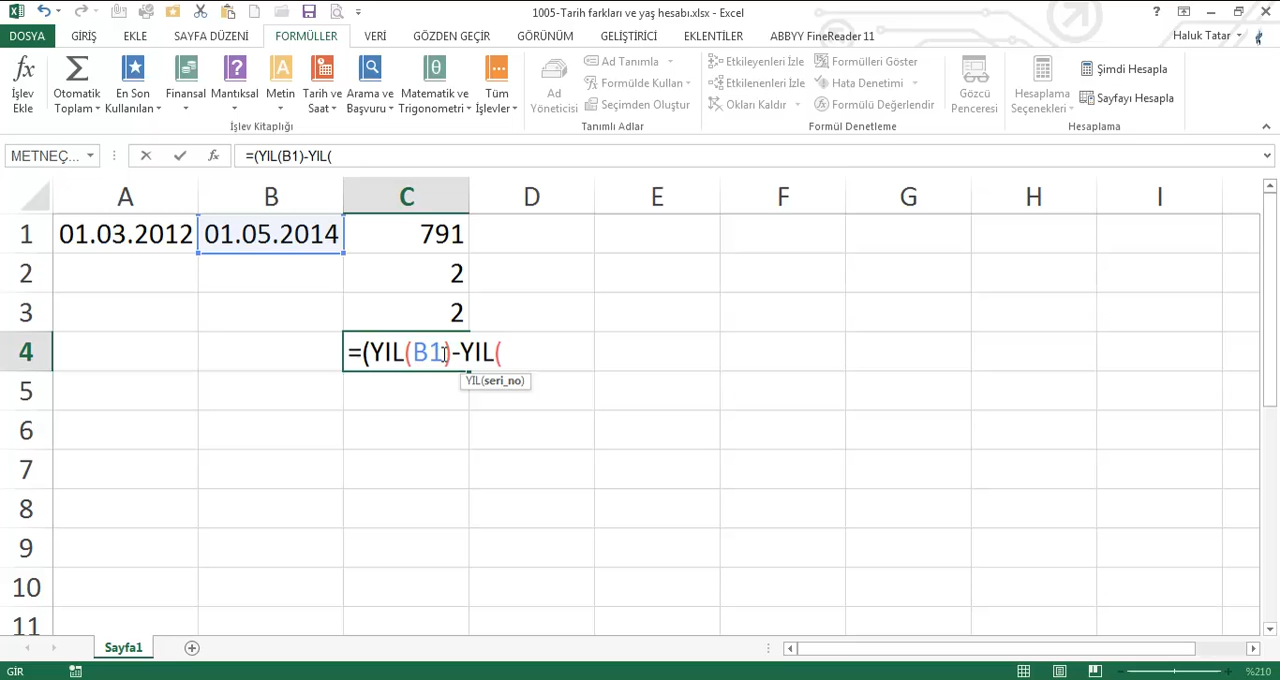 1005-Tarih farkları ve yaş hesabı.xlsx - Excel
DOSYA GİRİŞ EKLE SAYFA DÜZENİ FORMÜLLER VERİ GÖZDEN GEÇİR GÖRÜNÜM GELİŞTİRİCİ EKLENTİLER ABBYY FineReader 11 Haluk Tatar
fx Σ ? A θ
İşlev Ekle
Otomatik Toplam
En Son Kullanılan
Finansal
Mantıksal
Metin
Tarih ve Saat
Arama ve Başvuru
Matematik ve Trigonometri
Tüm İşlevler
İşlev Kitaplığı
Ad Yöneticisi
Ad Tanımla
Formülde Kullan
Seçimden Oluştur
Tanımlı Adlar
Etkileyenleri İzle
Etkilenenleri İzle
Okları Kaldır
Formülleri Göster
Hata Denetimi
Formülü Değerlendir
Formül Denetleme
Gözcü Penceresi
Hesaplama Seçenekleri
Şimdi Hesapla
Sayfayı Hesapla
Hesaplama
METNEÇ... fx =(YIL(B1)-YIL(
A B C D E F G H I
1 01.03.2012 01.05.2014 791
2 2
3 2
4 =(YIL(B1)-YIL(
YIL(seri_no)
5
6
7
8
9
10
11
Sayfa1
GİR %210